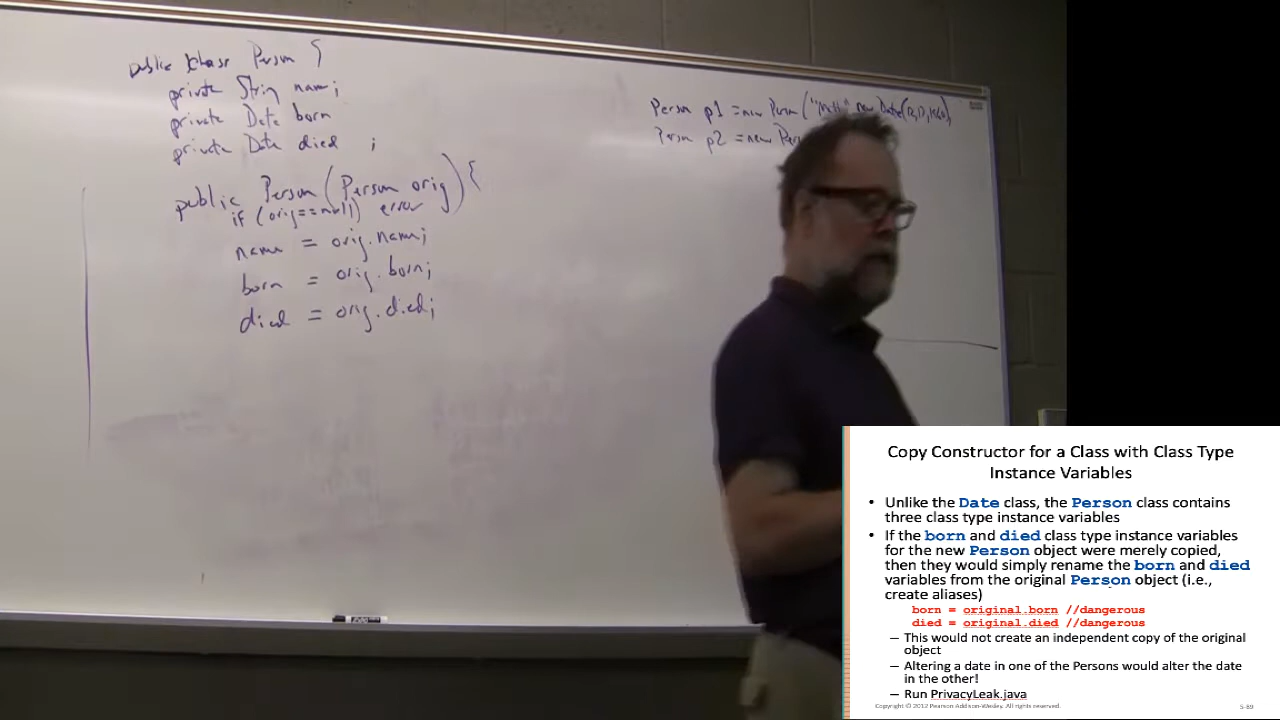 public class Person {
private String name;
private Date born
private Date died ;
public Person (Person orig) {
if (orig==null) error
name = orig.name;
born = orig.born;
died = orig.died;
Person p1 = new Person ( new Date(
Person p2 = new
Copy Constructor for a Class with Class Type
Instance Variables
• Unlike the Date class, the Person class contains
three class type instance variables
• If the born and died class type instance variables
for the new Person object were merely copied,
then they would simply rename the born and died
variables from the original Person object (i.e.,
create aliases)
born = original.born //dangerous
died = original.died //dangerous
– This would not create an independent copy of the original
object
– Altering a date in one of the Persons would alter the date
in the other!
– Run PrivacyLeak.java
Copyright © 2012 Pearson Addison-Wesley. All rights reserved.
5-89